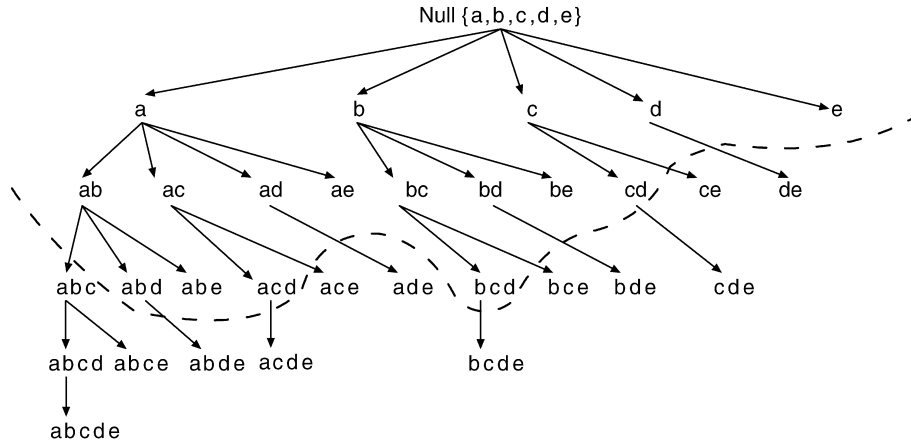 Null {a,b,c,d,e}
a b c d e
ab ac ad ae bc bd be cd ce de
abc abd abe acd ace ade bcd bce bde cde
abcd abce abde acde bcde
abcde